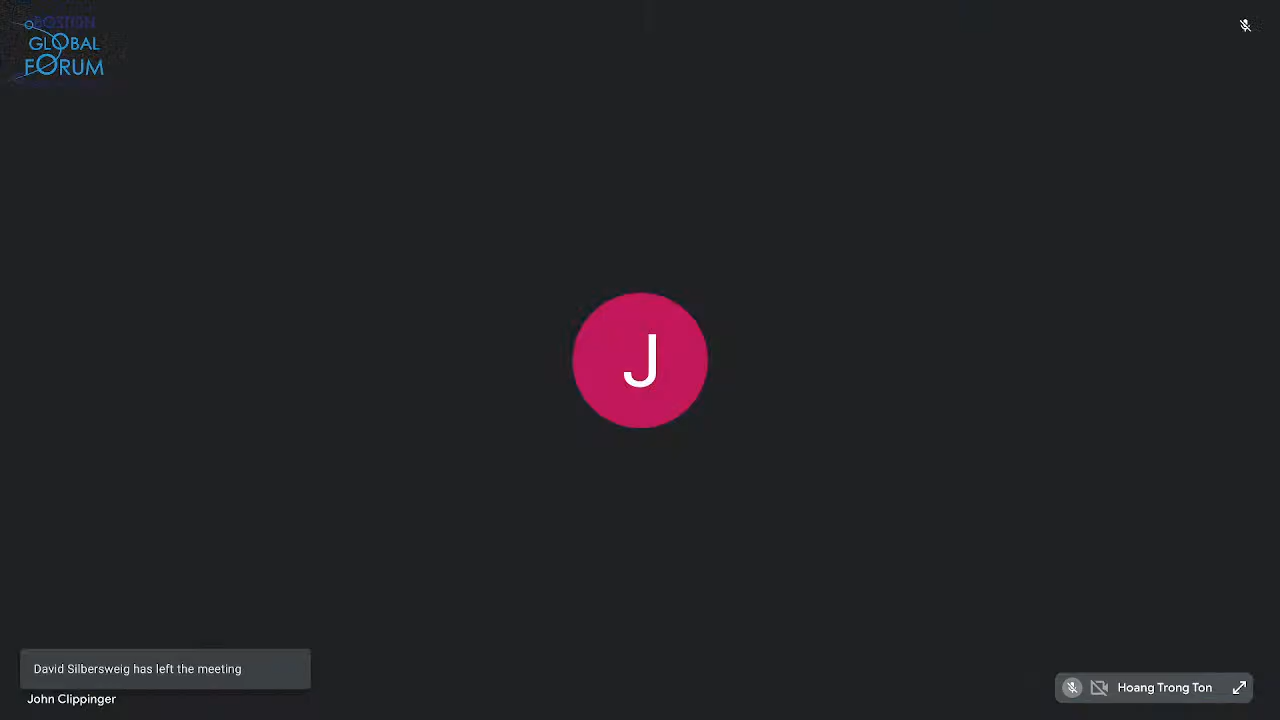 BOSTON
GLOBAL
FORUM
J
David Silbersweig has left the meeting
John Clippinger
Hoang Trong Ton